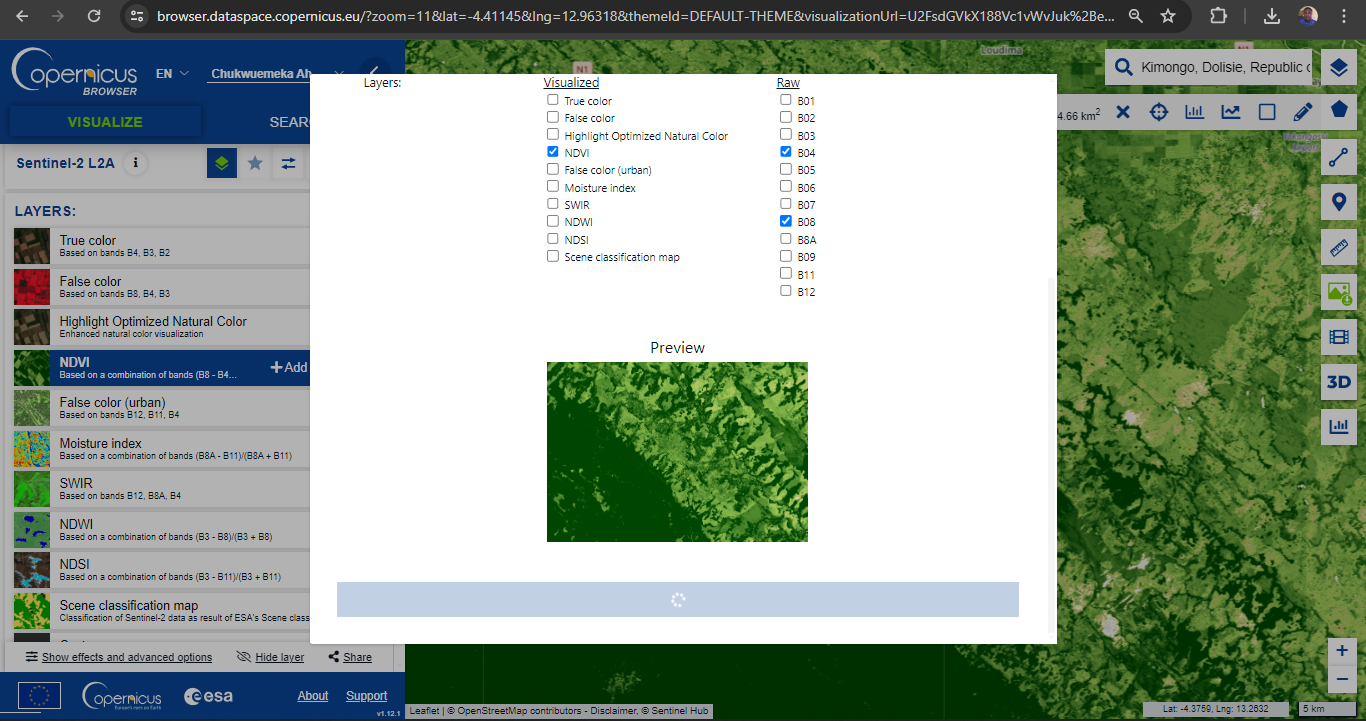 browser.dataspace.copernicus.eu/?zoom=11&lat=-4.41145&lng=12.96318&themeId=DEFAULT-THEME&visualizationUrl=U2FsdGVkX188Vc1vWvJuk%2Be...
Copernicus
BROWSER
EN
Chukwuemeka Ah
VISUALIZE
SEAR
Sentinel-2 L2A
LAYERS:
True color
Based on bands B4, B3, B2
False color
Based on bands B8, B4, B3
Highlight Optimized Natural Color
Enhanced natural color visualization
NDVI
Based on a combination of bands (B8 - B4...
Add
False color (urban)
Based on bands B12, B11, B4
Moisture index
Based on a combination of bands (B8A - B11)/(B8A + B11)
SWIR
Based on bands B12, B8A, B4
NDWI
Based on a combination of bands (B3 - B8)/(B3 + B8)
NDSI
Based on a combination of bands (B3 - B11)/(B3 + B11)
Scene classification map
Classification of Sentinel-2 data as result of ESA's Scene class
Show effects and advanced options
Hide layer
Share
Copernicus
Europe's eyes on Earth
esa
About
Support
v1.12.1
Layers:
Visualized
True color
False color
Highlight Optimized Natural Color
NDVI
False color (urban)
Moisture index
SWIR
NDWI
NDSI
Scene classification map
Raw
B01
B02
B03
B04
B05
B06
B07
B08
B8A
B09
B11
B12
Preview
Loudima
N1
N1
Kimongo, Dolisie, Republic c
4.66 km2
3D
+
−
Leaflet | © OpenStreetMap contributors - Disclaimer, © Sentinel Hub
Lat: -4.3759, Lng: 13.2632
5 km